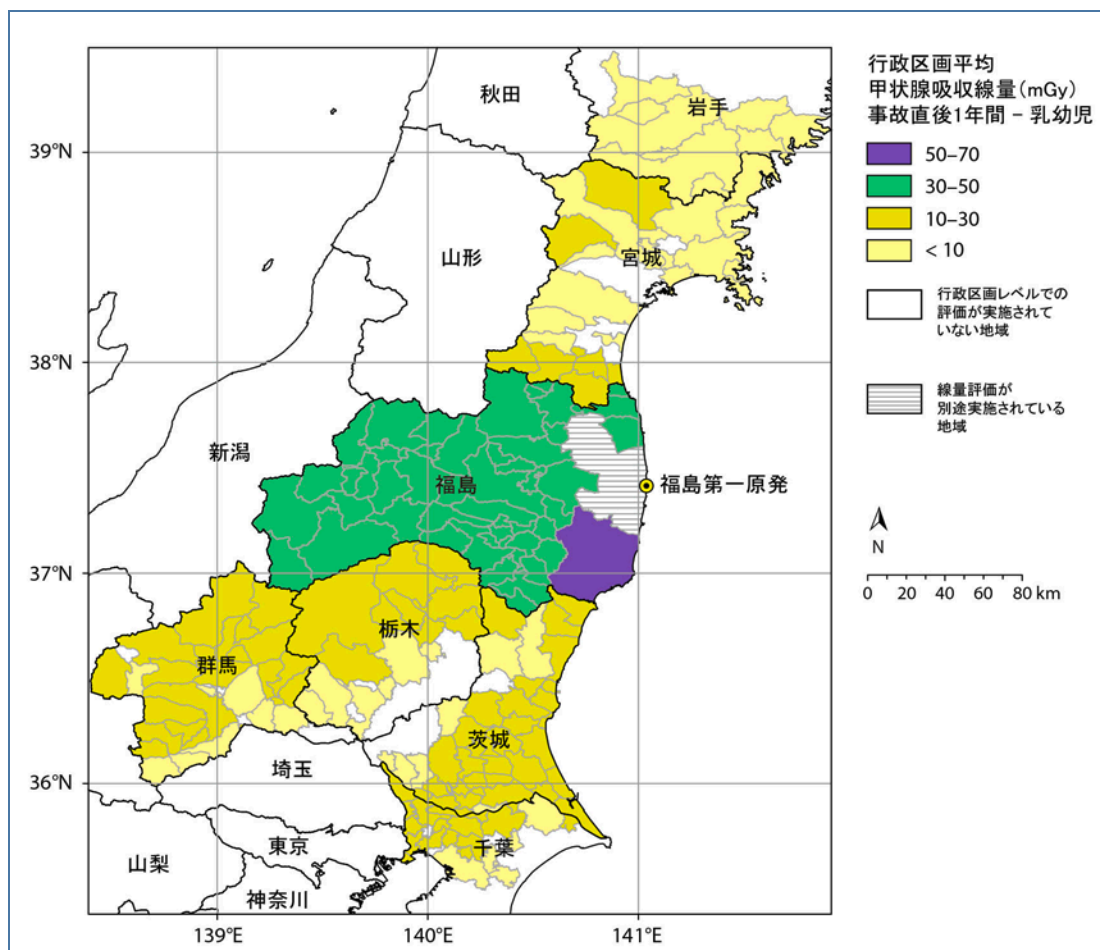 行政区画平均
甲状腺吸収線量(mGy)
事故直後1年間 – 乳幼児
50–70
30–50
10–30
< 10
行政区画レベルでの
評価が実施されて
いない地域
線量評価が
別途実施されている
地域
N
0 20 40 60 80 km
39°N
38°N
37°N
36°N
139°E
140°E
141°E
秋田
岩手
山形
宮城
新潟
福島
福島第一原発
栃木
群馬
茨城
埼玉
東京
千葉
山梨
神奈川